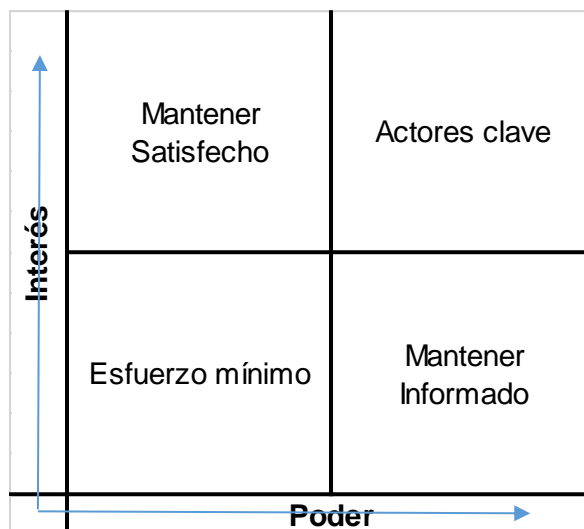 Mantener
Satisfecho
Actores clave
Interés
Esfuerzo mínimo
Mantener
Informado
Poder